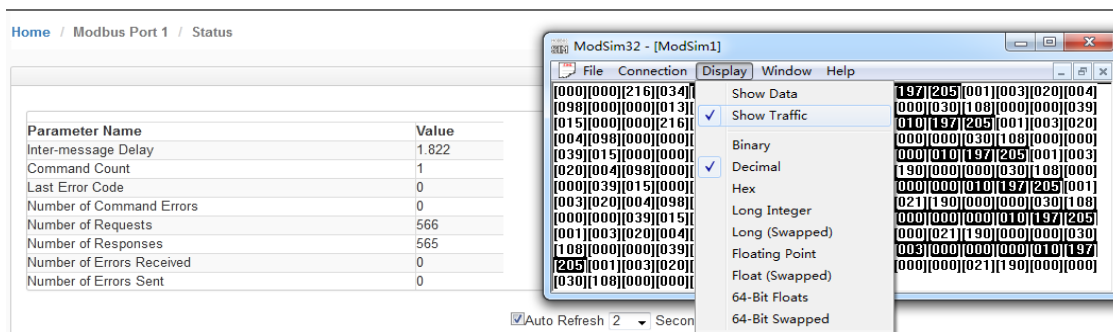 Home / Modbus Port 1 / Status
Parameter Name Value
Inter-message Delay 1.822
Command Count 1
Last Error Code 0
Number of Command Errors 0
Number of Requests 566
Number of Responses 565
Number of Errors Received 0
Number of Errors Sent 0
Auto Refresh 2 Secon
ModSim32 - [ModSim1]
File Connection Display Window Help
[000][000][216][034][ 197][205][001][003][020][004]
[098][000][000][013][ [000][030][108][000][000][039]
[015][000][000][216][ 010][197][205][001][003][020]
[004][098][000][000][ [000][000][030][108][000][000]
[039][015][000][000][ 000][010][197][205][001][003]
[020][004][098][000][ 190][000][000][030][108][000]
[000][039][015][000][ 000][000][010][197][205][001]
[003][020][004][098][ 021][190][000][000][030][108]
[000][000][039][015][ 000][000][000][010][197][205]
[001][003][020][004][ [000][021][190][000][000][030]
[108][000][000][039][ 003][000][000][000][010][197]
[205][001][003][020][ [000][000][021][190][000][000]
[030][108][000][000][
Show Data
Show Traffic
Binary
Decimal
Hex
Long Integer
Long (Swapped)
Floating Point
Float (Swapped)
64-Bit Floats
64-Bit Swapped